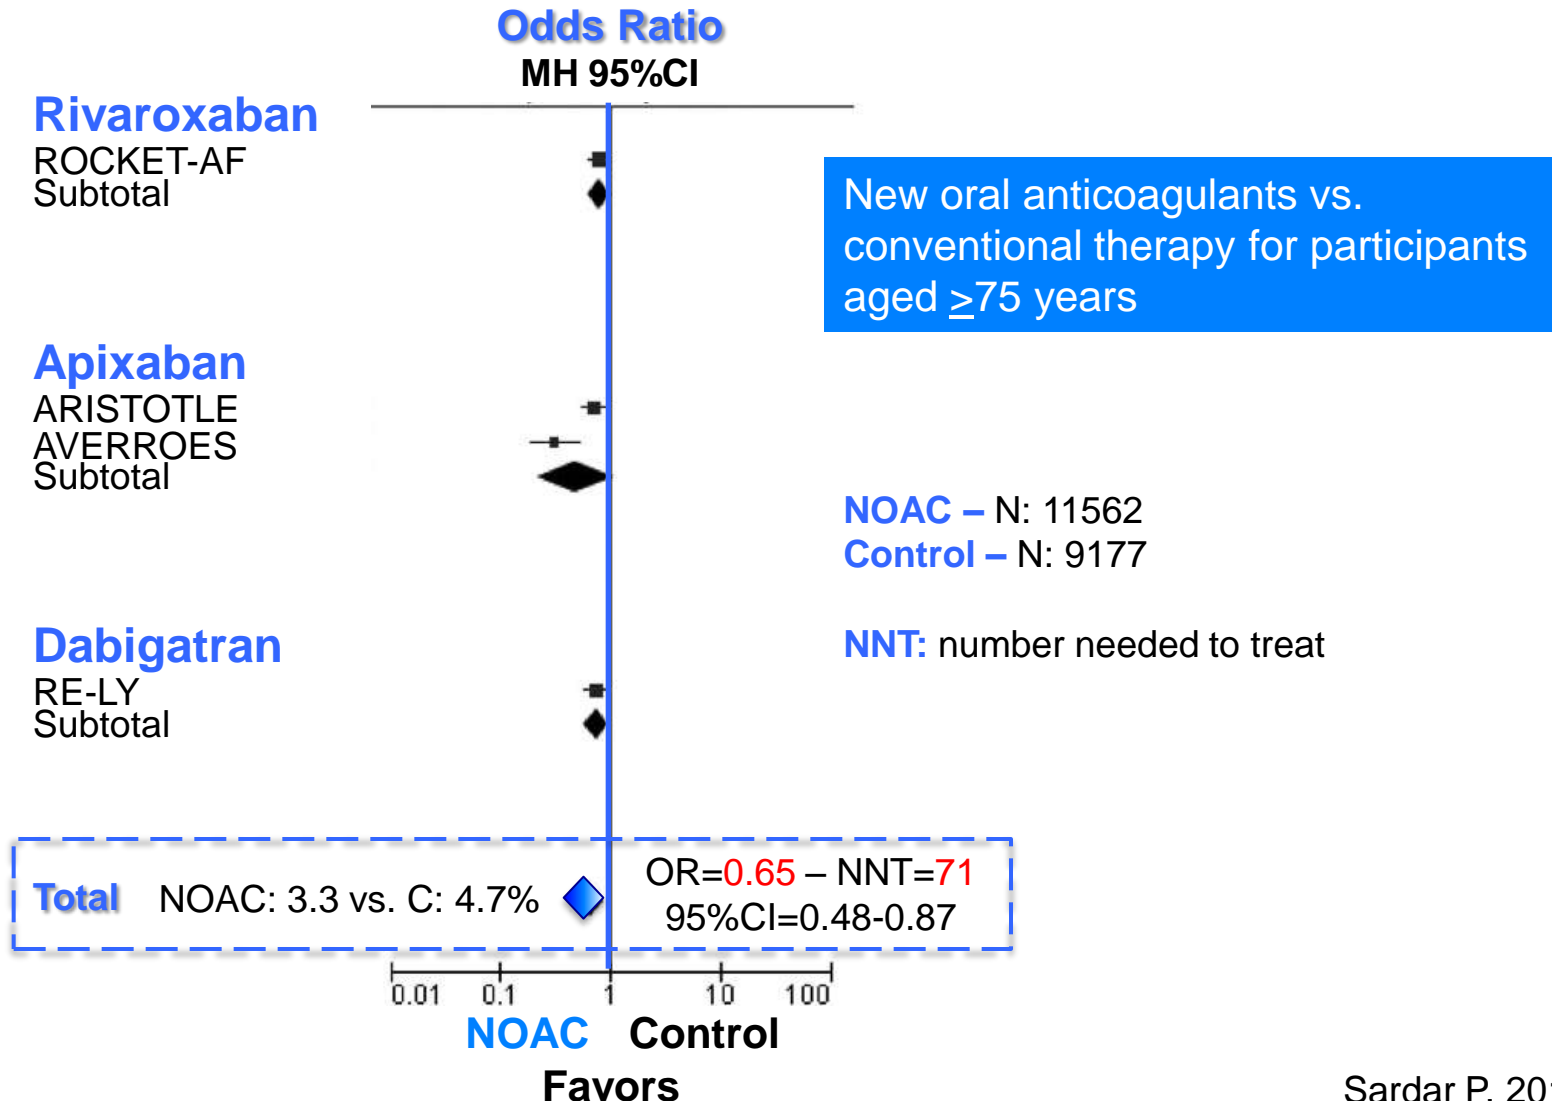 Odds Ratio
MH 95%CI
Rivaroxaban
ROCKET-AF
Subtotal
New oral anticoagulants vs.
conventional therapy for participants
aged ≥75 years
Apixaban
ARISTOTLE
AVERROES
Subtotal
NOAC – N: 11562
Control – N: 9177
NNT: number needed to treat
Dabigatran
RE-LY
Subtotal
Total NOAC: 3.3 vs. C: 4.7%
OR=0.65 – NNT=71
95%CI=0.48-0.87
0.01 0.1 1 10 100
NOAC Control
Favors
Sardar P.